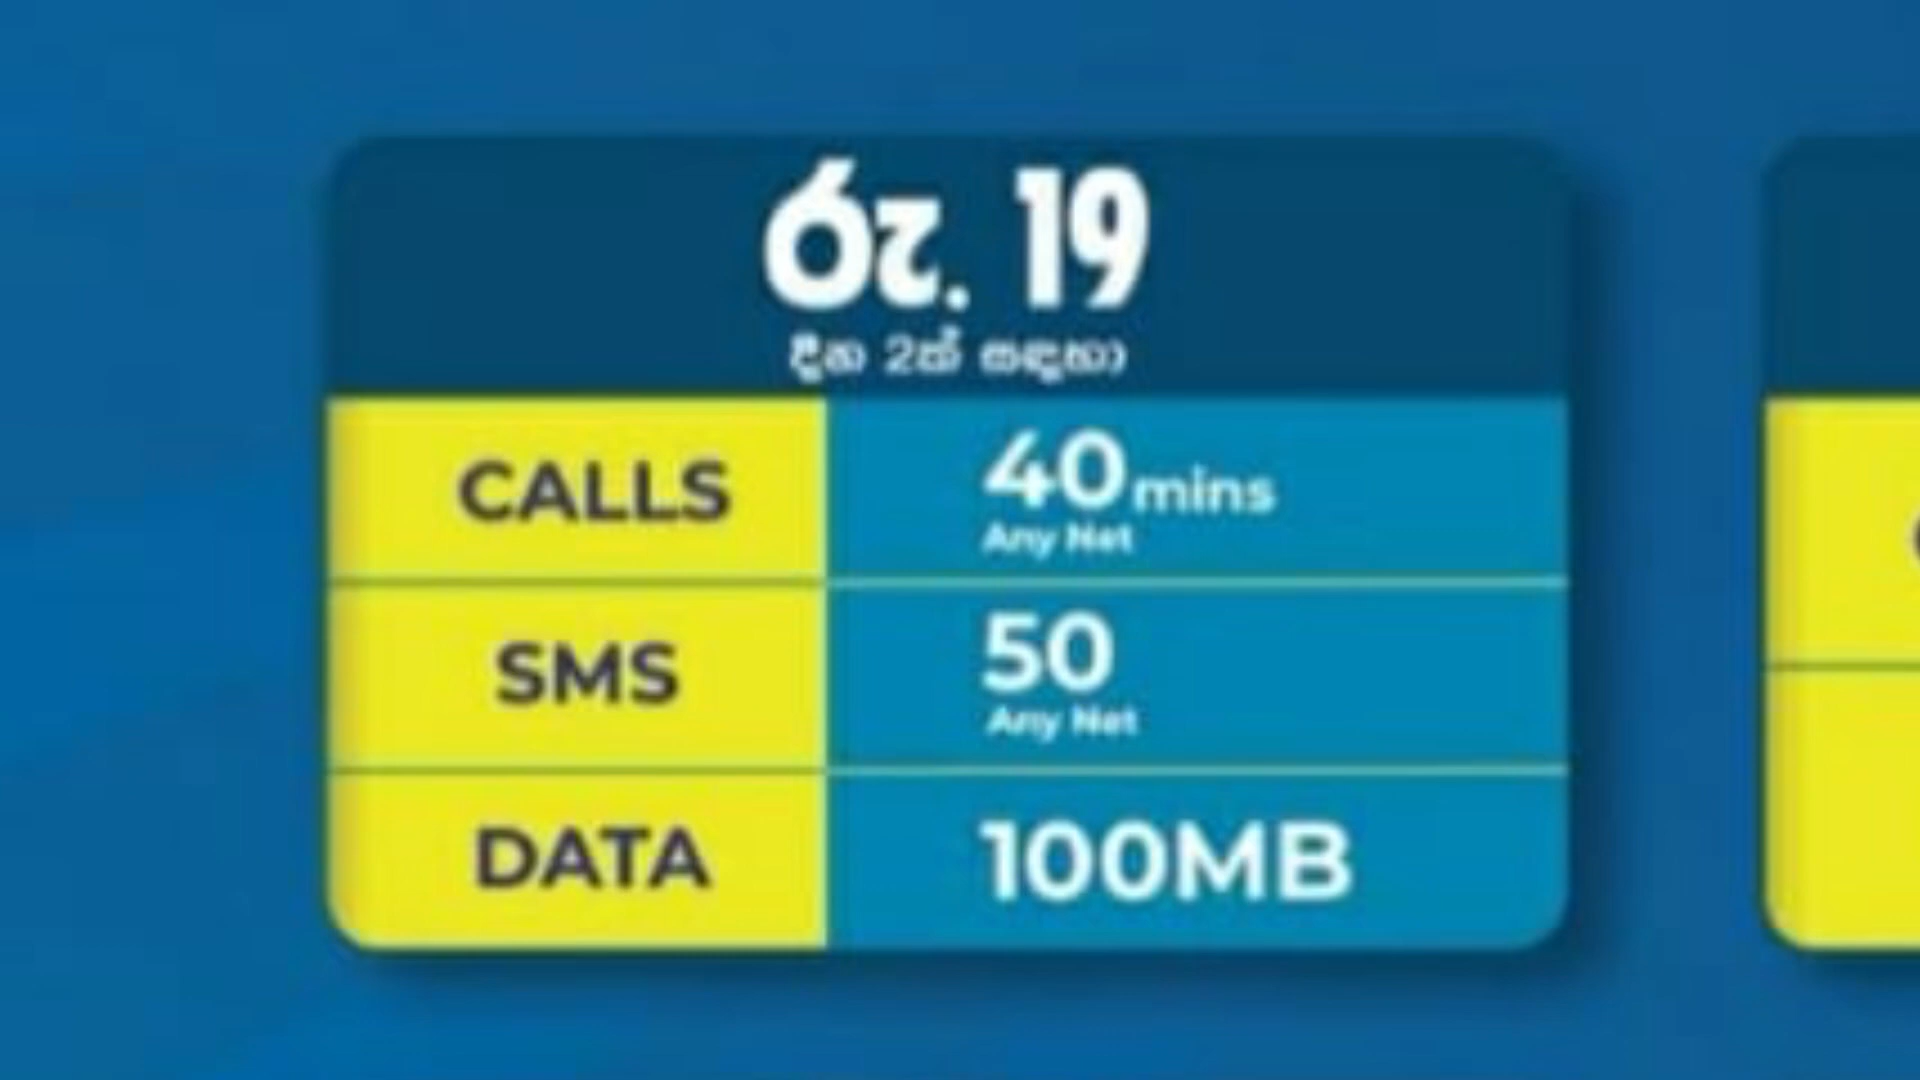 රු. 19
දින 2ක් සඳහා
CALLS
40mins
Any Net
SMS
50
Any Net
DATA
100MB